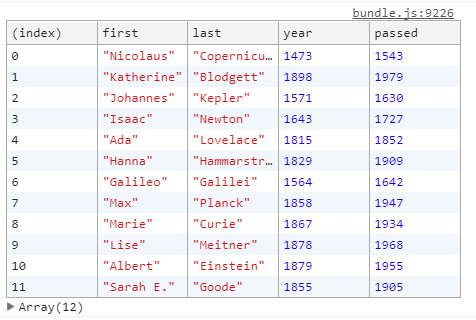 bundle.js:9226
(index) first last year passed
0 "Nicolaus" "Copernicu… 1473 1543
1 "Katherine" "Blodgett" 1898 1979
2 "Johannes" "Kepler" 1571 1630
3 "Isaac" "Newton" 1643 1727
4 "Ada" "Lovelace" 1815 1852
5 "Hanna" "Hammarstr… 1829 1909
6 "Galileo" "Galilei" 1564 1642
7 "Max" "Planck" 1858 1947
8 "Marie" "Curie" 1867 1934
9 "Lise" "Meitner" 1878 1968
10 "Albert" "Einstein" 1879 1955
11 "Sarah E." "Goode" 1855 1905
▶ Array(12)